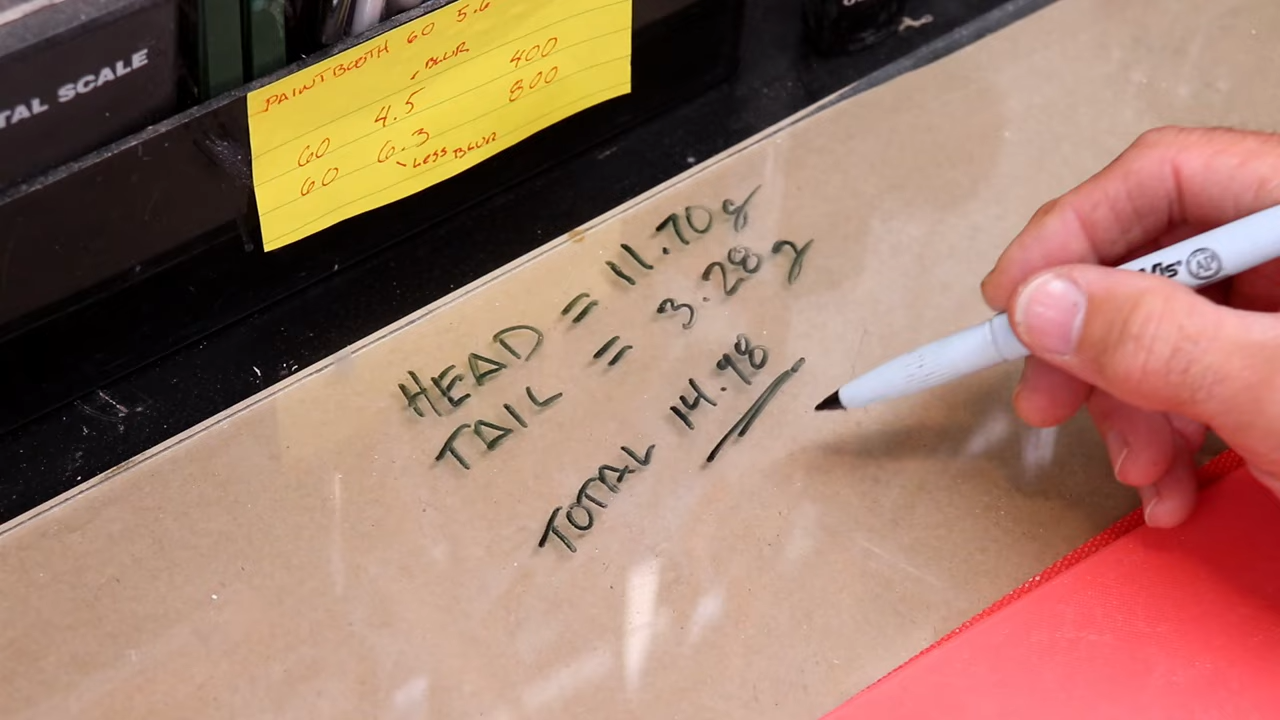 TAL SCALE
PAINTBOOTH 60 5.6
BLUR
60 4.5 400
60 6.3 800
LESS BLUR
HEAD = 11.70g
TAIL = 3.28g
TOTAL 14.98
AP